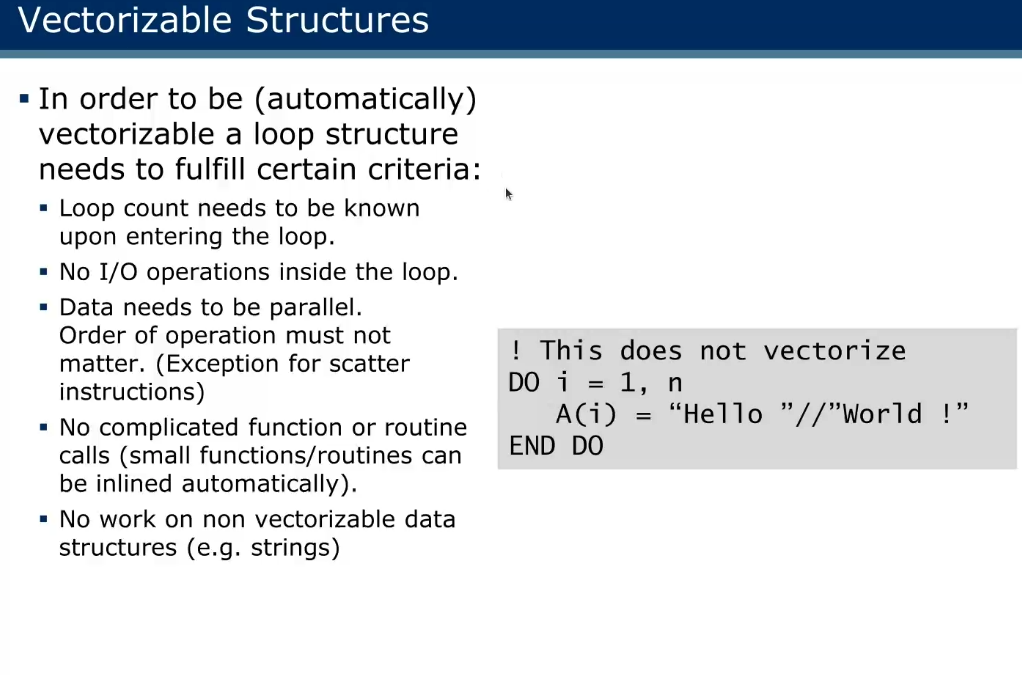 Vectorizable Structures
In order to be (automatically)
vectorizable a loop structure
needs to fulfill certain criteria:
Loop count needs to be known
upon entering the loop.
No I/O operations inside the loop.
Data needs to be parallel.
Order of operation must not
matter. (Exception for scatter
instructions)
No complicated function or routine
calls (small functions/routines can
be inlined automatically).
No work on non vectorizable data
structures (e.g. strings)
! This does not vectorize
DO i = 1, n
   A(i) = “Hello ”//”World !”
END DO